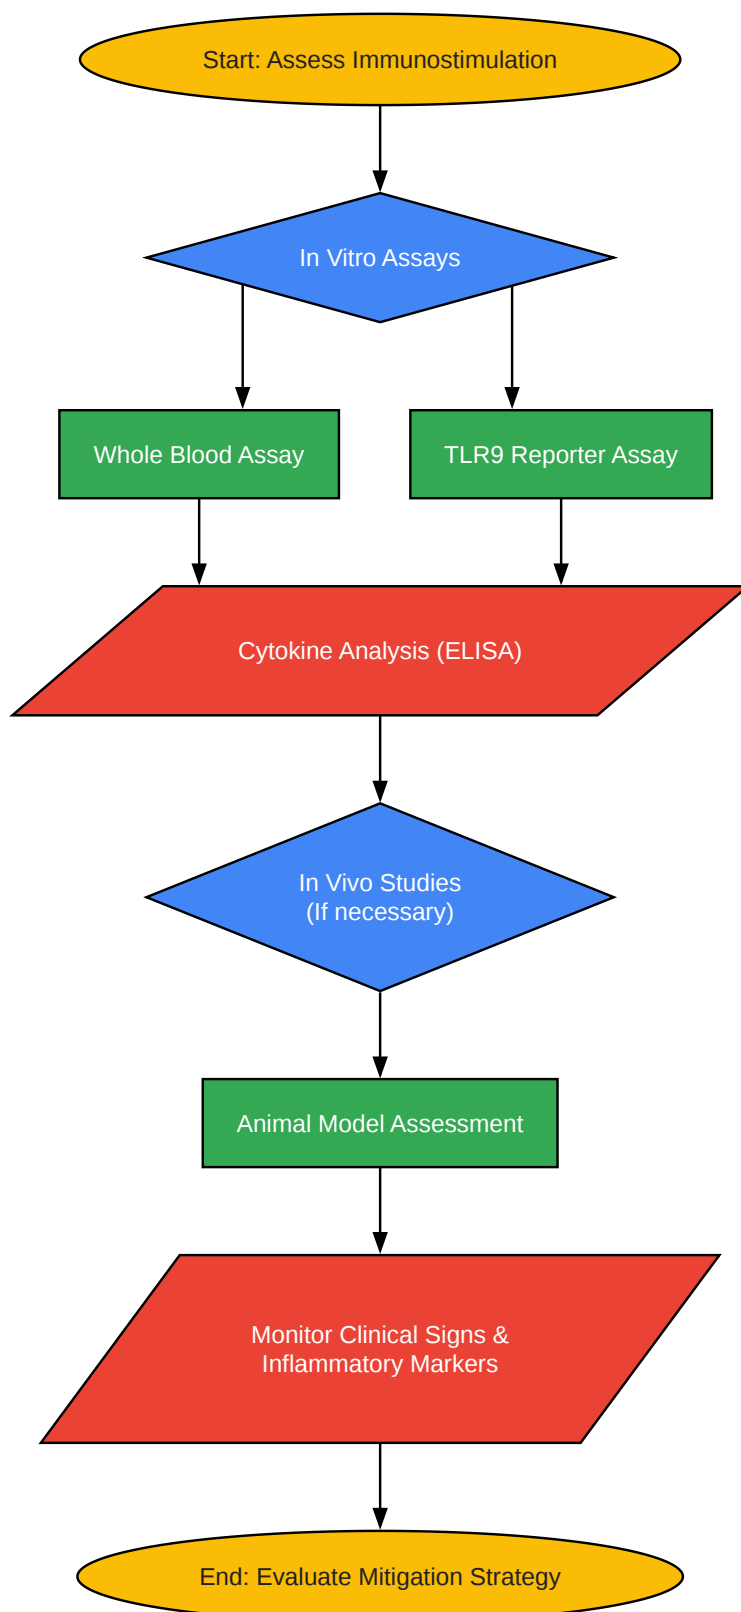 Start: Assess Immunostimulation
In Vitro Assays
Whole Blood Assay
TLR9 Reporter Assay
Cytokine Analysis (ELISA)
In Vivo Studies
(If necessary)
Animal Model Assessment
Monitor Clinical Signs &
Inflammatory Markers
End: Evaluate Mitigation Strategy